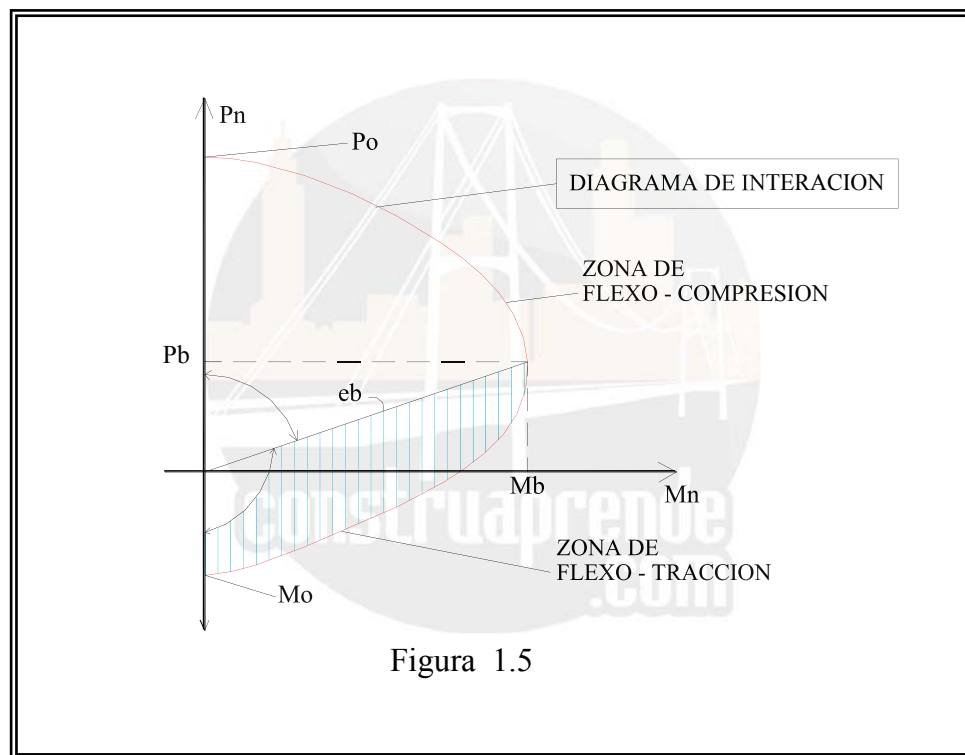 Pn
Po
DIAGRAMA DE INTERACION
ZONA DE
FLEXO - COMPRESION
Pb
eb
Mb
Mn
construaprende
.com
ZONA DE
FLEXO - TRACCION
Mo
Figura 1.5